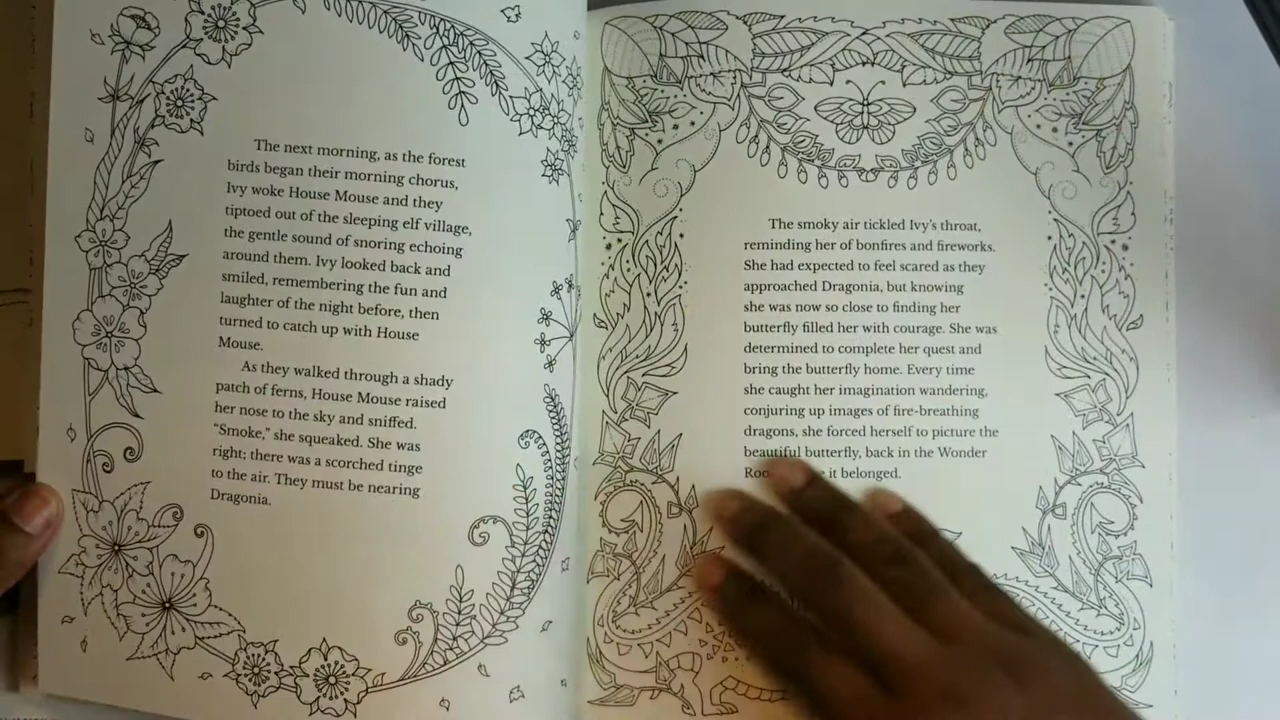 The next morning, as the forest
birds began their morning chorus,
Ivy woke House Mouse and they
tiptoed out of the sleeping elf village,
the gentle sound of snoring echoing
around them. Ivy looked back and
smiled, remembering the fun and
laughter of the night before, then
turned to catch up with House
Mouse.
As they walked through a shady
patch of ferns, House Mouse raised
her nose to the sky and sniffed.
“Smoke,” she squeaked. She was
right; there was a scorched tinge
to the air. They must be nearing
Dragonia.
The smoky air tickled Ivy’s throat,
reminding her of bonfires and fireworks.
She had expected to feel scared as they
approached Dragonia, but knowing
she was now so close to finding her
butterfly filled her with courage. She was
determined to complete her quest and
bring the butterfly home. Every time
she caught her imagination wandering,
conjuring up images of fire-breathing
dragons, she forced herself to picture the
beautiful butterfly, back in the Wonder
it belonged.